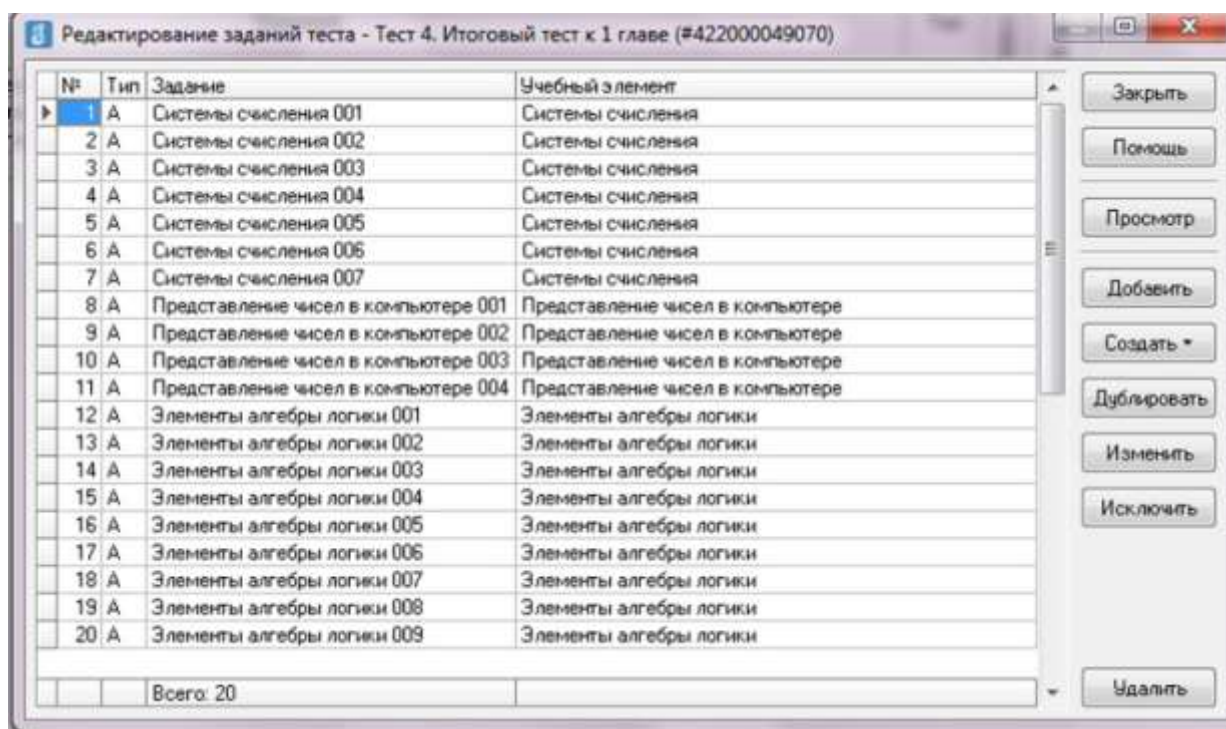 Редактирование заданий теста - Тест 4. Итоговый тест к 1 главе (#422000049070)
№ Тип Задание Учебный элемент
1 А Системы счисления 001 Системы счисления
2 А Системы счисления 002 Системы счисления
3 А Системы счисления 003 Системы счисления
4 А Системы счисления 004 Системы счисления
5 А Системы счисления 005 Системы счисления
6 А Системы счисления 006 Системы счисления
7 А Системы счисления 007 Системы счисления
8 А Представление чисел в компьютере 001 Представление чисел в компьютере
9 А Представление чисел в компьютере 002 Представление чисел в компьютере
10 А Представление чисел в компьютере 003 Представление чисел в компьютере
11 А Представление чисел в компьютере 004 Представление чисел в компьютере
12 А Элементы алгебры логики 001 Элементы алгебры логики
13 А Элементы алгебры логики 002 Элементы алгебры логики
14 А Элементы алгебры логики 003 Элементы алгебры логики
15 А Элементы алгебры логики 004 Элементы алгебры логики
16 А Элементы алгебры логики 005 Элементы алгебры логики
17 А Элементы алгебры логики 006 Элементы алгебры логики
18 А Элементы алгебры логики 007 Элементы алгебры логики
19 А Элементы алгебры логики 008 Элементы алгебры логики
20 А Элементы алгебры логики 009 Элементы алгебры логики
Всего: 20
Закрыть
Помощь
Просмотр
Добавить
Создать
Дублировать
Изменить
Исключить
Удалить